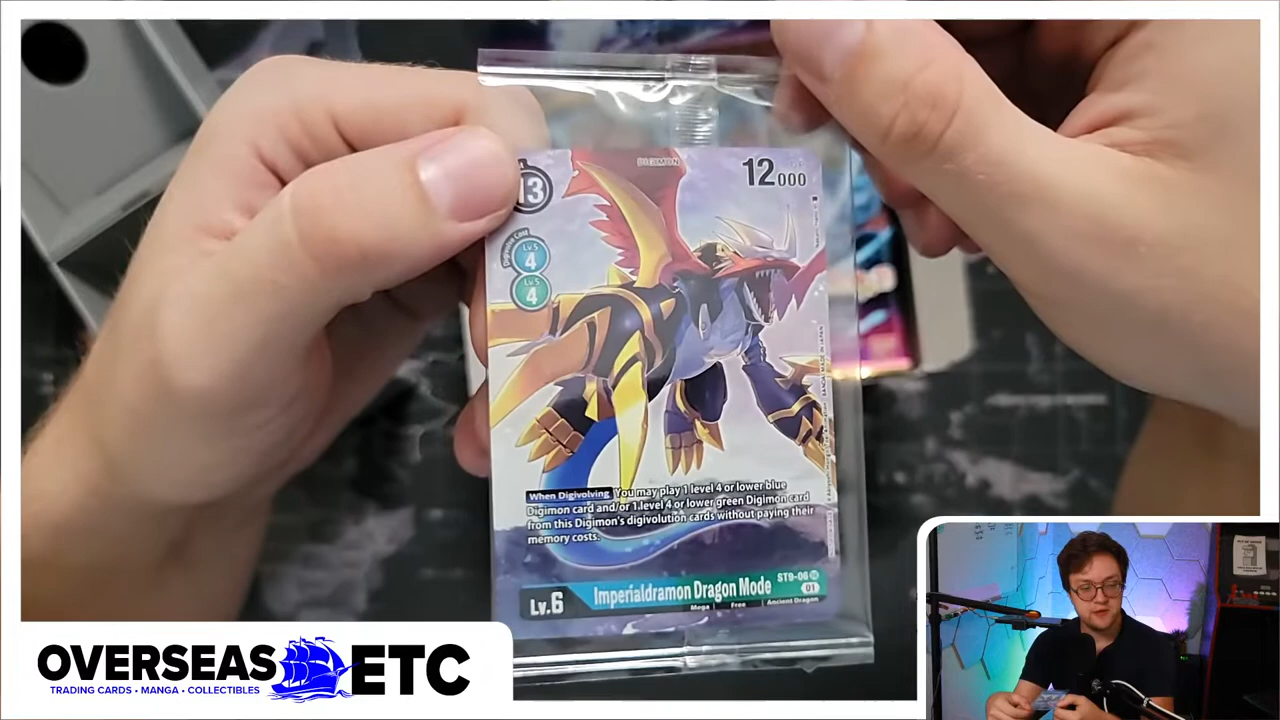 DIGIMON
13
12000
DP
Digivolve Cost
Lv.5
4
Lv.5
4
When Digivolving You may play 1 level 4 or lower blue
Digimon card and/or 1 level 4 or lower green Digimon card
from this Digimon's digivolution cards without paying their
memory costs.
Lv.6
Imperialdramon Dragon Mode
ST9-06
01
Mega
Free
Ancient Dragon
OVERSEAS ETC
TRADING CARDS • MANGA • COLLECTIBLES